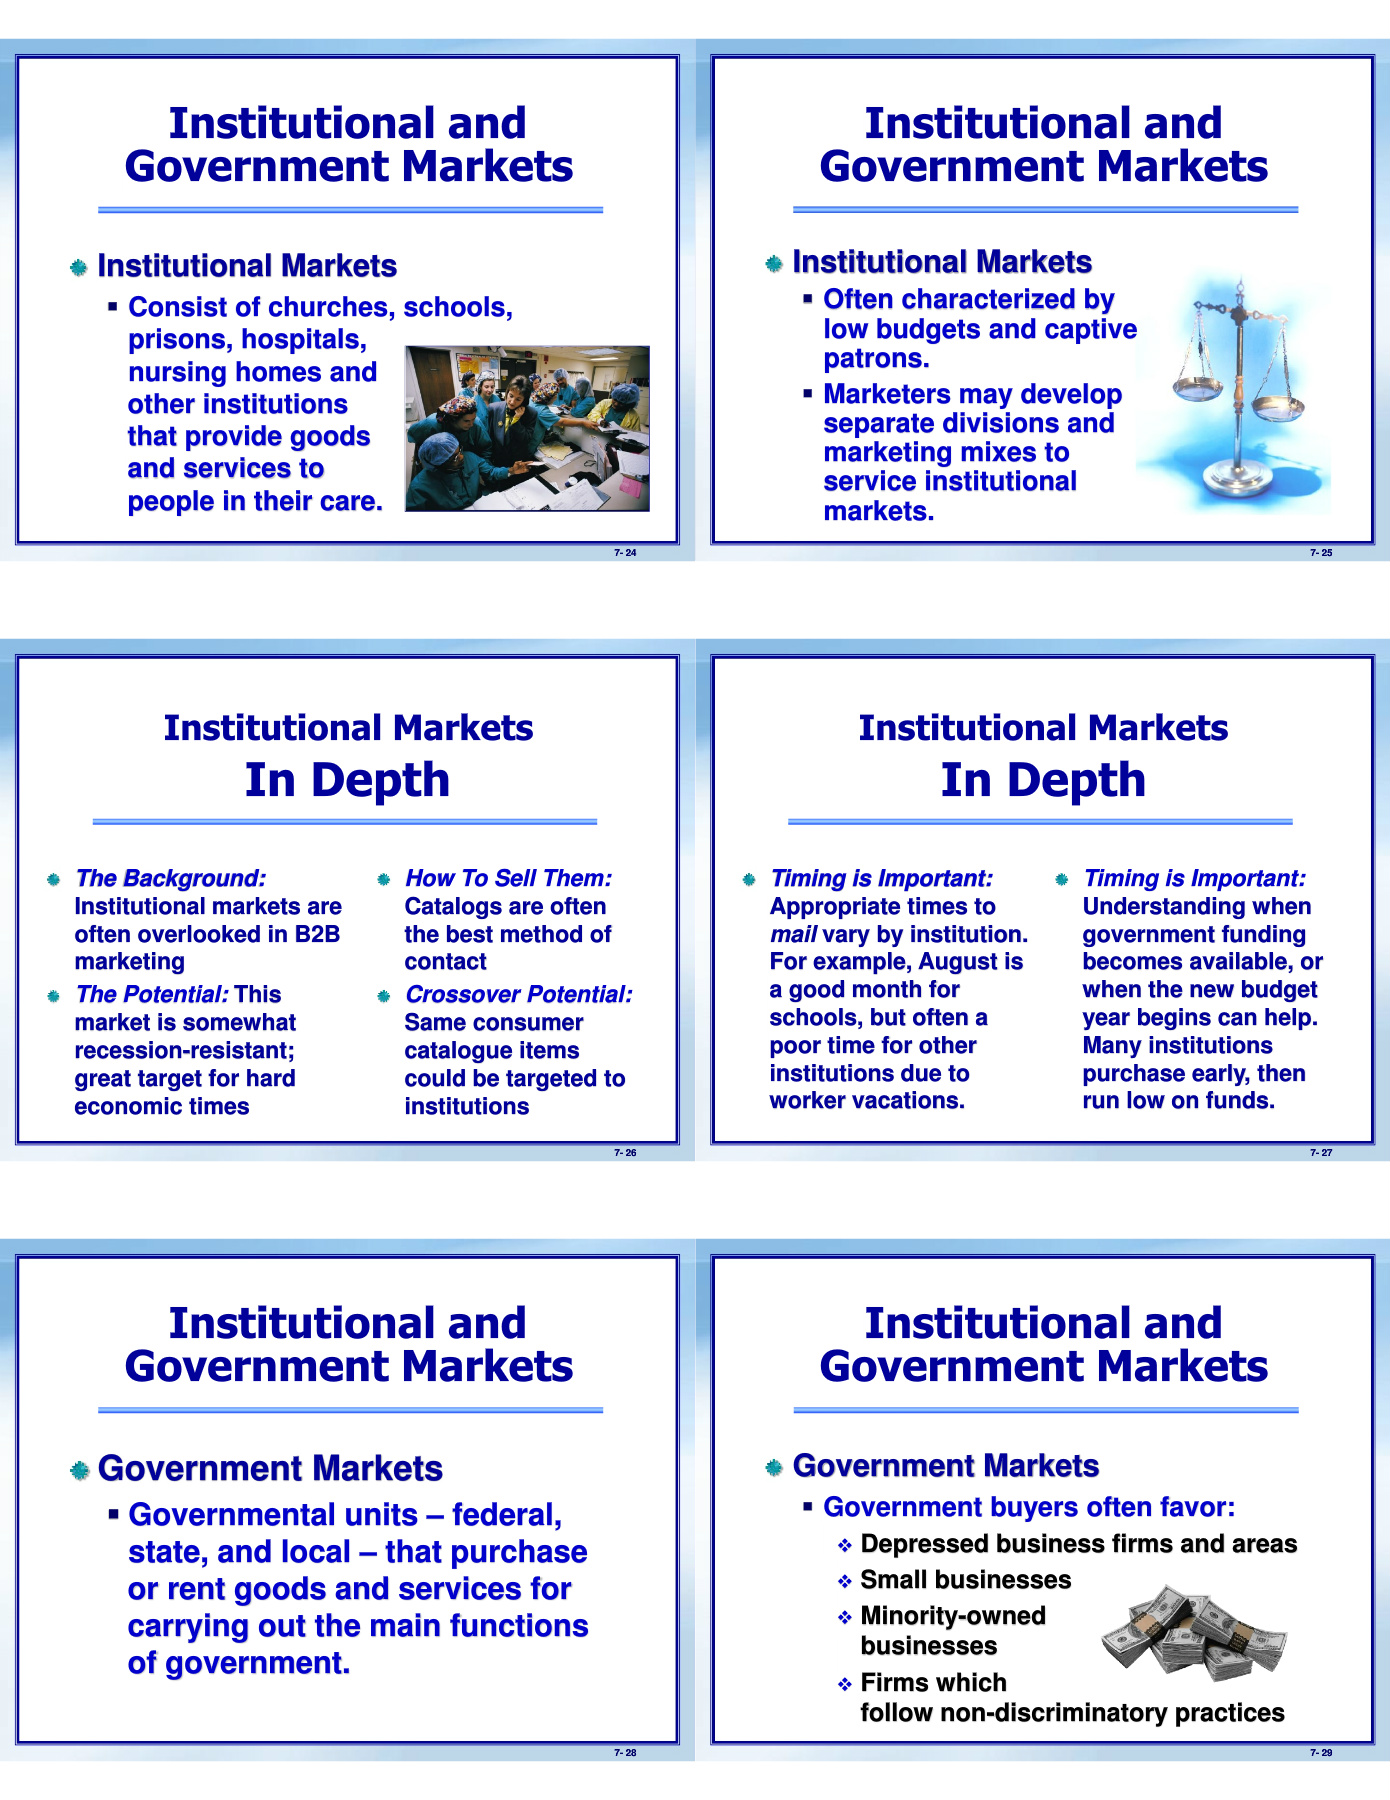 Institutional and
Government Markets
Institutional Markets
Consist of churches, schools,
prisons, hospitals,
nursing homes and
other institutions
that provide goods
and services to
people in their care.
7- 24
Institutional and
Government Markets
Institutional Markets
Often characterized by
low budgets and captive
patrons.
Marketers may develop
separate divisions and
marketing mixes to
service institutional
markets.
7- 25
Institutional Markets
In Depth
The Background:
Institutional markets are
often overlooked in B2B
marketing
The Potential: This
market is somewhat
recession-resistant;
great target for hard
economic times
How To Sell Them:
Catalogs are often
the best method of
contact
Crossover Potential:
Same consumer
catalogue items
could be targeted to
institutions
7- 26
Institutional Markets
In Depth
Timing is Important:
Appropriate times to
mail vary by institution.
For example, August is
a good month for
schools, but often a
poor time for other
institutions due to
worker vacations.
Timing is Important:
Understanding when
government funding
becomes available, or
when the new budget
year begins can help.
Many institutions
purchase early, then
run low on funds.
7- 27
Institutional and
Government Markets
Government Markets
Governmental units – federal,
state, and local – that purchase
or rent goods and services for
carrying out the main functions
of government.
7- 28
Institutional and
Government Markets
Government Markets
Government buyers often favor:
Depressed business firms and areas
Small businesses
Minority-owned
businesses
Firms which
follow non-discriminatory practices
7- 29